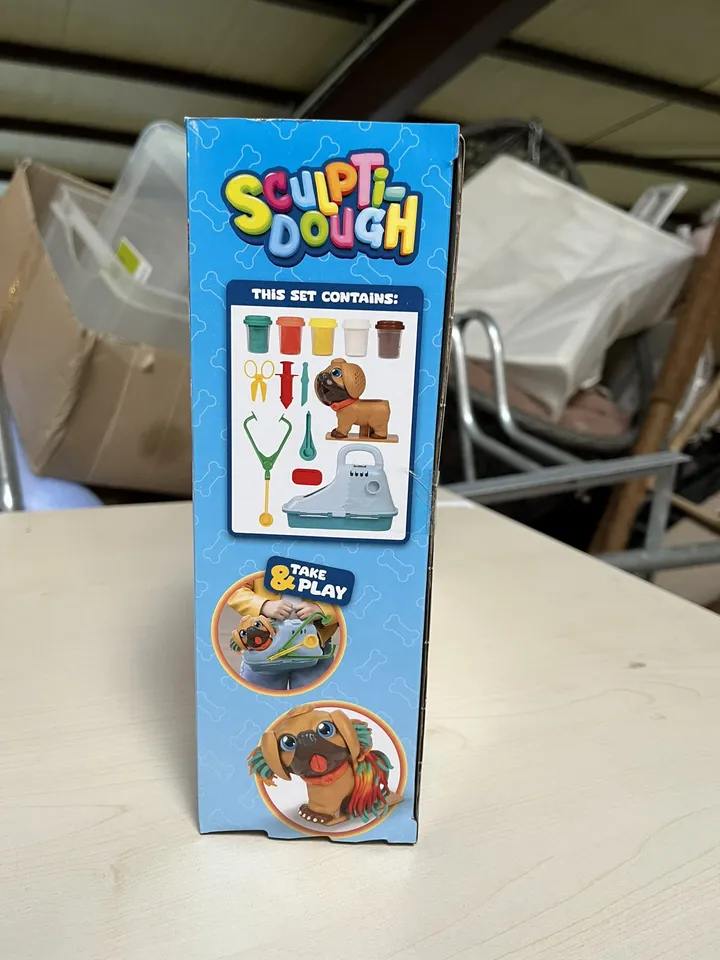 SCULPTI-
DOUGH
THIS SET CONTAINS:
TAKE
& PLAY